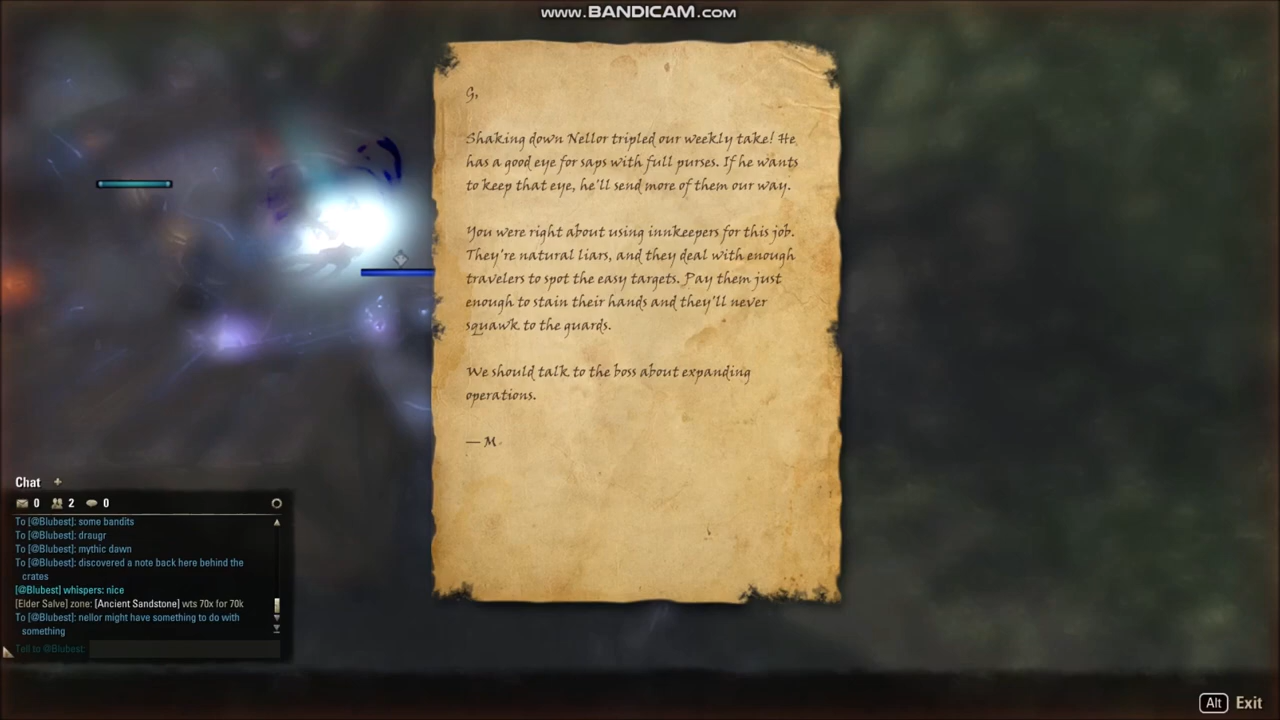 www.BANDICAM.com
G,
Shaking down Nellor tripled our weekly take! He
has a good eye for saps with full purses. If he wants
to keep that eye, he'll send more of them our way.
You were right about using innkeepers for this job.
They're natural liars, and they deal with enough
travelers to spot the easy targets. Pay them just
enough to stain their hands and they'll never
squawk to the guards.
We should talk to the boss about expanding
operations.
— M
Chat
0 2 0
To [@Blubest]: some bandits
To [@Blubest]: draugr
To [@Blubest]: mythic dawn
To [@Blubest]: discovered a note back here behind the
crates
[@Blubest] whispers: nice
[Elder Salve] zone: [Ancient Sandstone] wts 70x for 70k
To [@Blubest]: nellor might have something to do with
something
Tell to @Blubest:
Alt Exit